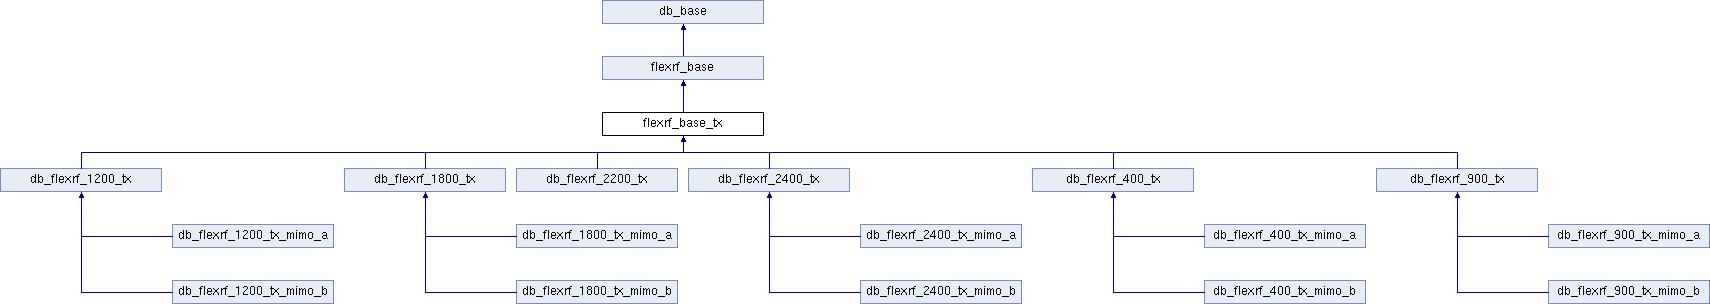 db_base
flexrf_base
flexrf_base_tx
db_flexrf_1200_tx
db_flexrf_1800_tx
db_flexrf_2200_tx
db_flexrf_2400_tx
db_flexrf_400_tx
db_flexrf_900_tx
db_flexrf_1200_tx_mimo_a
db_flexrf_1800_tx_mimo_a
db_flexrf_2400_tx_mimo_a
db_flexrf_400_tx_mimo_a
db_flexrf_900_tx_mimo_a
db_flexrf_1200_tx_mimo_b
db_flexrf_1800_tx_mimo_b
db_flexrf_2400_tx_mimo_b
db_flexrf_400_tx_mimo_b
db_flexrf_900_tx_mimo_b